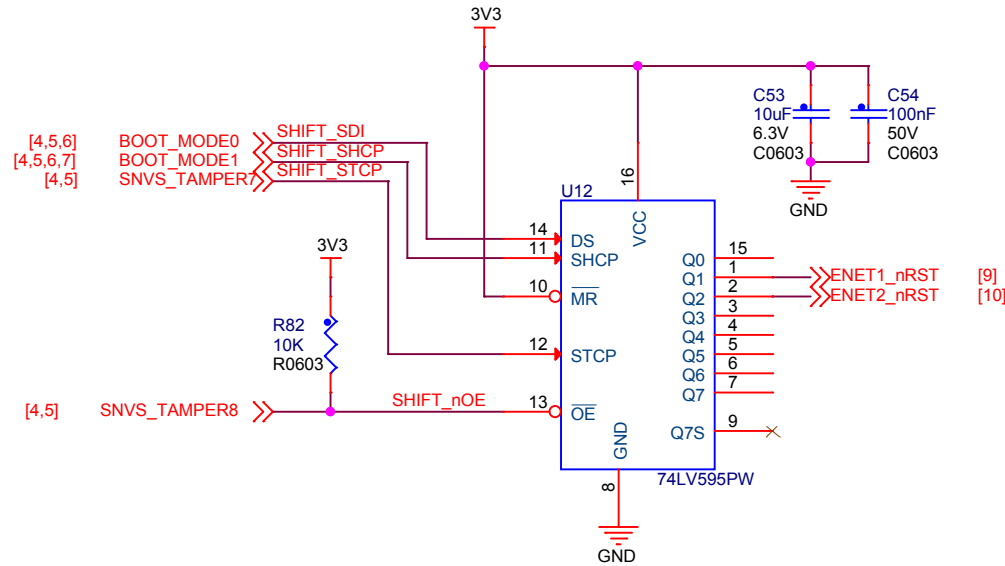 3V3
C53
10uF
6.3V
C0603
C54
100nF
50V
C0603
GND
[4,5,6] BOOT_MODE0 SHIFT_SDI
[4,5,6,7] BOOT_MODE1 SHIFT_SHCP
[4,5] SNVS_TAMPER7 SHIFT_STCP
U12
16
VCC
14 DS
11 SHCP
10 MR
12 STCP
13 OE
3V3
R82
10K
R0603
[4,5] SNVS_TAMPER8 SHIFT_nOE
Q0 15
Q1 1 ENET1_nRST [9]
Q2 2 ENET2_nRST [10]
Q3 3
Q4 4
Q5 5
Q6 6
Q7 7
Q7S 9
GND
8
74LV595PW
GND